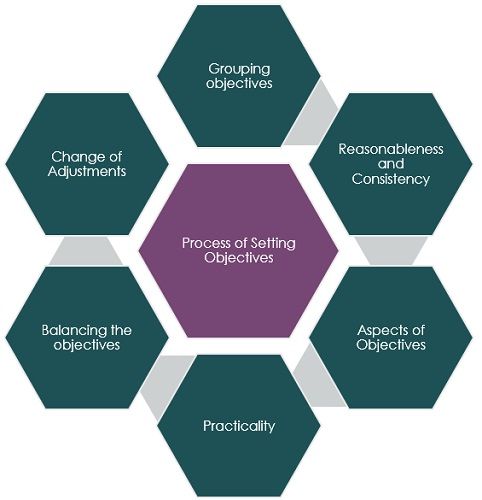 Grouping
objectives
Reasonableness
and
Consistency
Change of
Adjustments
Process of Setting
Objectives
Aspects of
Objectives
Balancing the
objectives
Practicality